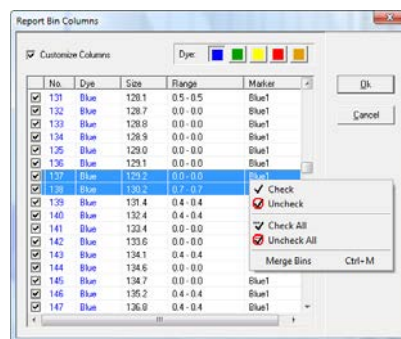 Report Bin Columns
Customize Columns
Dye:
No. Dye Size Range Marker
131 Blue 128.1 0.5 - 0.5 Blue1
132 Blue 128.7 0.0 - 0.0 Blue1
133 Blue 128.8 0.0 - 0.0 Blue1
134 Blue 128.9 0.0 - 0.0 Blue1
135 Blue 129.0 0.0 - 0.0 Blue1
136 Blue 129.1 0.0 - 0.0 Blue1
137 Blue 129.2 0.0 - 0.0 Blue1
138 Blue 130.2 0.7 - 0.7
139 Blue 131.4 0.4 - 0.4
140 Blue 132.4 0.4 - 0.4
141 Blue 133.4 0.0 - 0.0
142 Blue 133.6 0.0 - 0.0
143 Blue 134.1 0.4 - 0.4
144 Blue 134.6 0.0 - 0.0
145 Blue 134.7 0.0 - 0.0 Blue1
146 Blue 135.2 0.4 - 0.4 Blue1
147 Blue 136.8 0.4 - 0.4 Blue1
Ok
Cancel
Check
Uncheck
Check All
Uncheck All
Merge Bins Ctrl+M